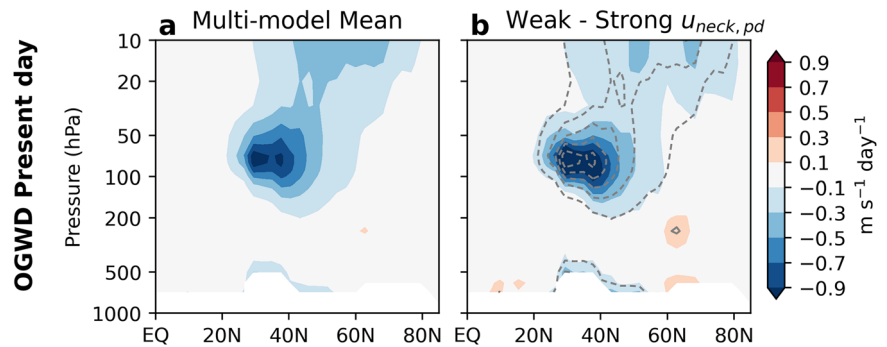 a Multi-model Mean
b Weak - Strong u_neck,pd
OGWD Present day
Pressure (hPa)
10
20
50
100
200
500
1000
EQ 20N 40N 60N 80N
EQ 20N 40N 60N 80N
0.9
0.7
0.5
0.3
0.1
−0.1
−0.3
−0.5
−0.7
−0.9
m s⁻¹ day⁻¹